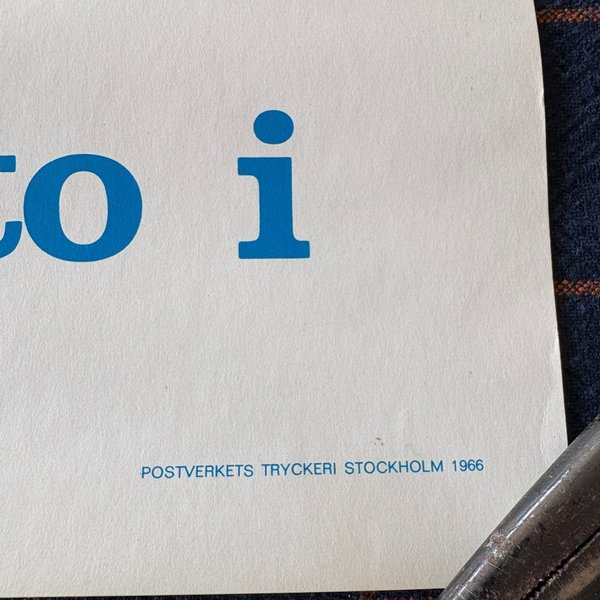 to i
POSTVERKETS TRYCKERI STOCKHOLM 1966